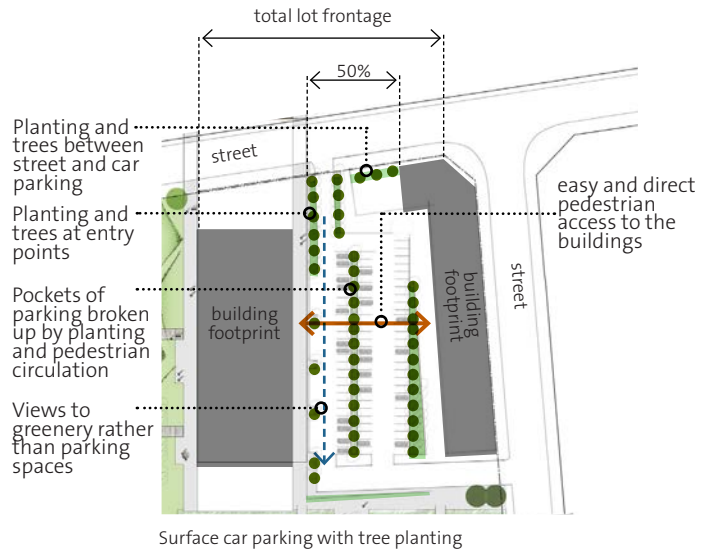 total lot frontage
50%
Planting and
trees between
street and car
parking
street
Planting and
trees at entry
points
easy and direct
pedestrian
access to the
buildings
Pockets of
parking broken
up by planting
and pedestrian
circulation
building
footprint
building
footprint
street
Views to
greenery rather
than parking
spaces
Surface car parking with tree planting